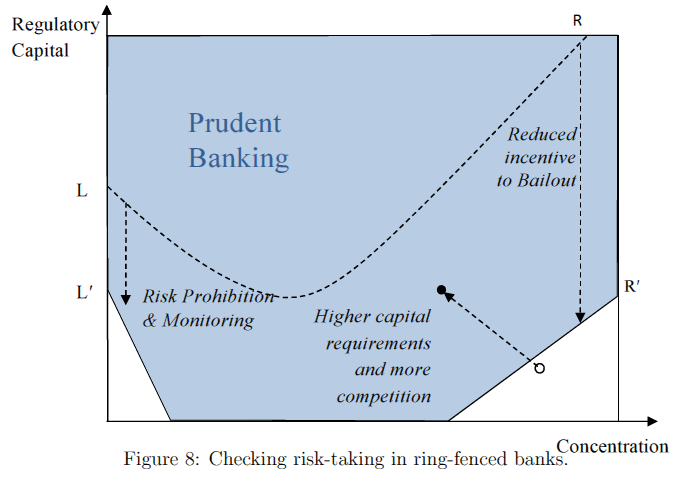 Regulatory
Capital
R
Prudent
Banking
Reduced
incentive
to Bailout
L
L′
R′
Risk Prohibition
& Monitoring
Higher capital
requirements
and more
competition
Concentration
Figure 8: Checking risk-taking in ring-fenced banks.